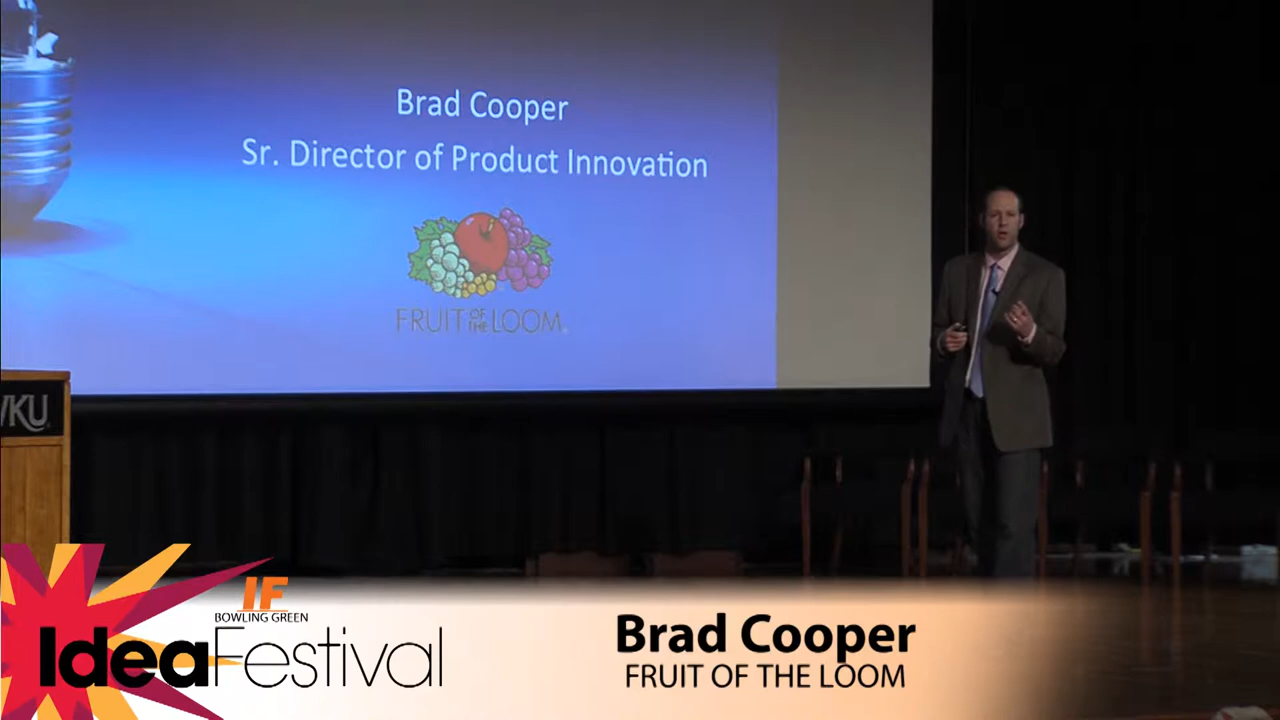 Brad Cooper
Sr. Director of Product Innovation
FRUIT OF THE LOOM
WKU
IF
BOWLING GREEN
IdeaFestival
Brad Cooper
FRUIT OF THE LOOM